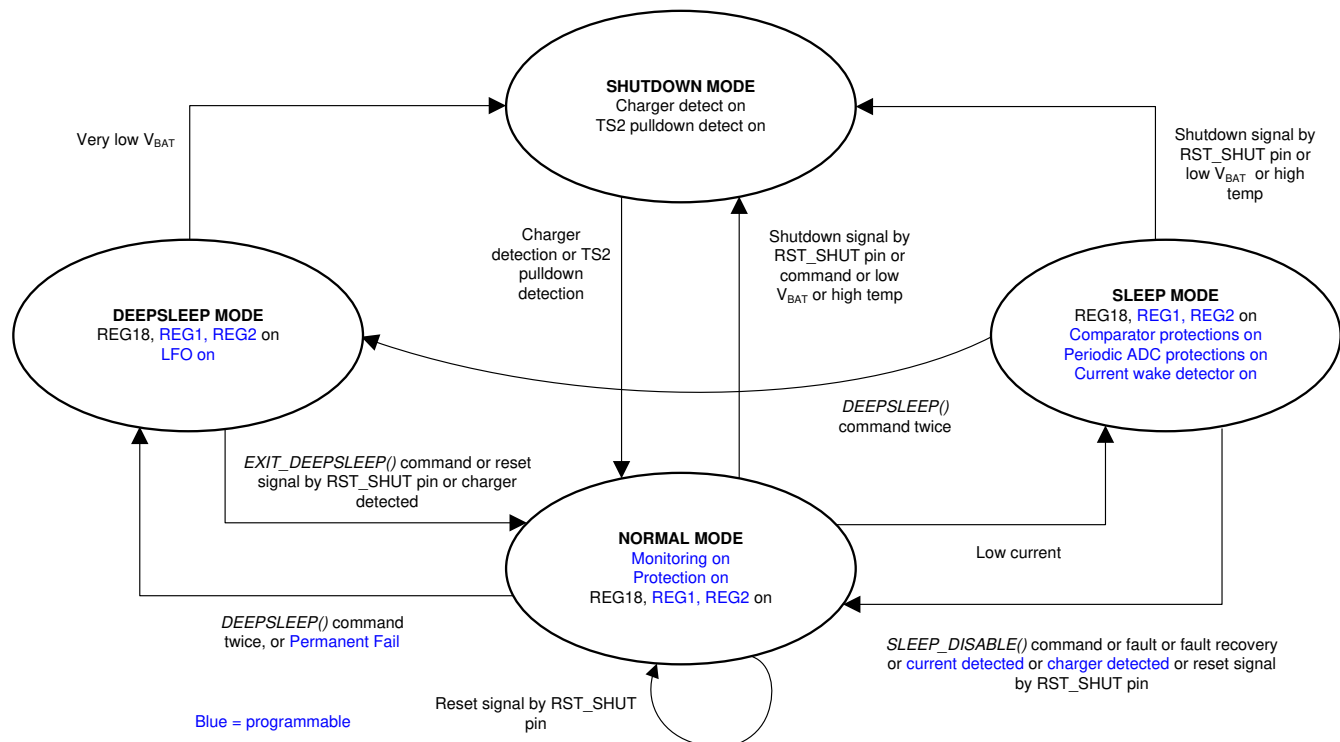 SHUTDOWN MODE
Charger detect on
TS2 pulldown detect on
Very low VBAT
Shutdown signal by
RST_SHUT pin or
low VBAT or high
temp
Charger
detection or TS2
pulldown
detection
Shutdown signal by
RST_SHUT pin or
command or low
VBAT or high temp
DEEPSLEEP MODE
REG18, REG1, REG2 on
LFO on
SLEEP MODE
REG18, REG1, REG2 on
Comparator protections on
Periodic ADC protections on
Current wake detector on
DEEPSLEEP()
command twice
EXIT_DEEPSLEEP() command or reset
signal by RST_SHUT pin or charger
detected
NORMAL MODE
Monitoring on
Protection on
REG18, REG1, REG2 on
Low current
DEEPSLEEP() command
twice, or Permanent Fail
SLEEP_DISABLE() command or fault or fault recovery
or current detected or charger detected or reset signal
by RST_SHUT pin
Reset signal by RST_SHUT
pin
Blue = programmable